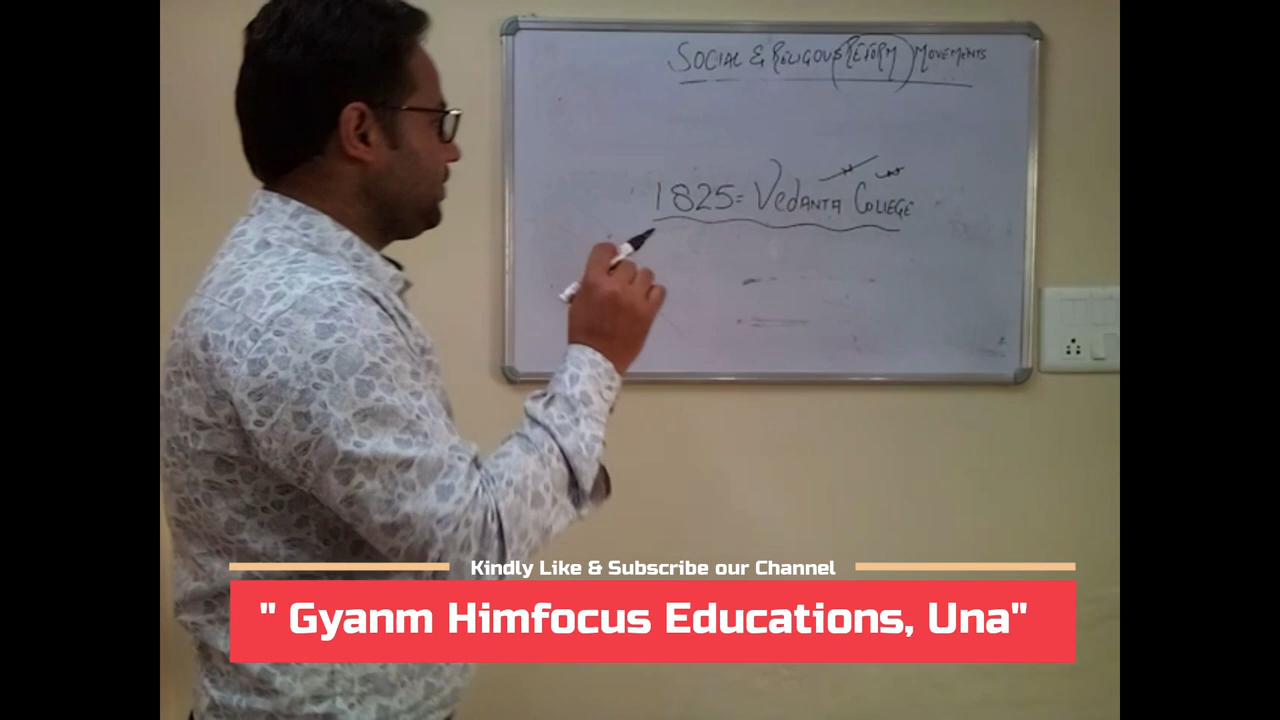 SOCIAL & RELIGOUS (REFORM) MOVEMENTS
1825= Vedanta College
Kindly Like & Subscribe our Channel
" Gyanm Himfocus Educations, Una"